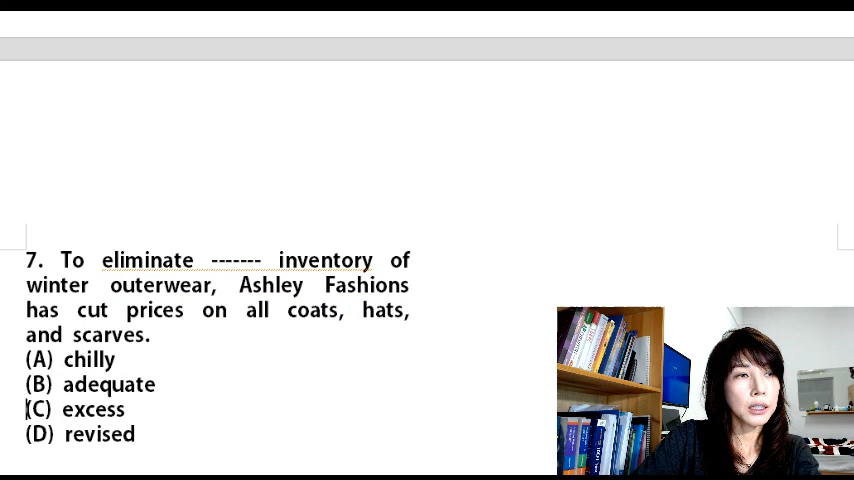 7. To eliminate ------- inventory of
winter outerwear, Ashley Fashions
has cut prices on all coats, hats,
and scarves.
(A) chilly
(B) adequate
(C) excess
(D) revised